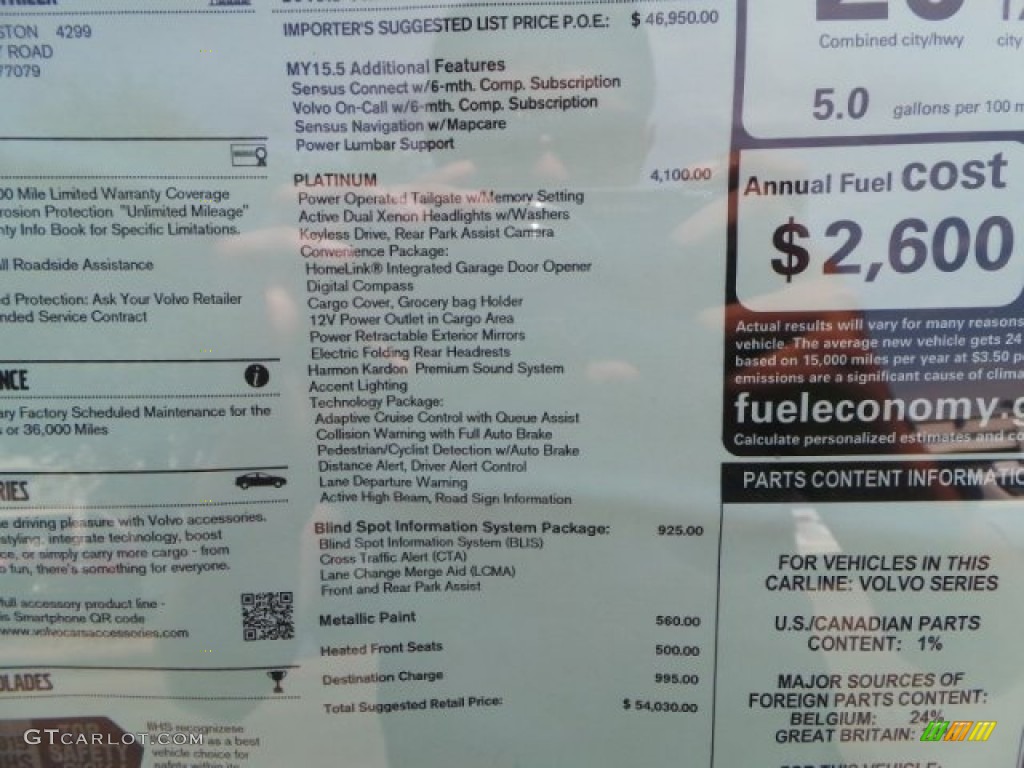 4299
ROAD
77079
00 Mile Limited Warranty Coverage
rosion Protection "Unlimited Mileage"
nty Info Book for Specific Limitations.
ll Roadside Assistance
d Protection: Ask Your Volvo Retailer
nded Service Contract
NCE
ary Factory Scheduled Maintenance for the
s or 36,000 Miles
RIES
e driving pleasure with Volvo accessories.
styling, integrate technology, boost
ce, or simply carry more cargo - from
o fun, there's something for everyone.
full accessory product line -
is Smartphone QR code
www.volvocarsaccessories.com
OLADES
IIHS recognizes
as a best
vehicle choice for
safety within its
IMPORTER'S SUGGESTED LIST PRICE P.O.E.: $ 46,950.00
MY15.5 Additional Features
Sensus Connect w/6-mth. Comp. Subscription
Volvo On-Call w/6-mth. Comp. Subscription
Sensus Navigation w/Mapcare
Power Lumbar Support
PLATINUM 4,100.00
Power Operated Tailgate w/Memory Setting
Active Dual Xenon Headlights w/Washers
Keyless Drive, Rear Park Assist Camera
Convenience Package:
HomeLink® Integrated Garage Door Opener
Digital Compass
Cargo Cover, Grocery bag Holder
12V Power Outlet in Cargo Area
Power Retractable Exterior Mirrors
Electric Folding Rear Headrests
Harmon Kardon Premium Sound System
Accent Lighting
Technology Package:
Adaptive Cruise Control with Queue Assist
Collision Warning with Full Auto Brake
Pedestrian/Cyclist Detection w/Auto Brake
Distance Alert, Driver Alert Control
Lane Departure Warning
Active High Beam, Road Sign Information
Blind Spot Information System Package: 925.00
Blind Spot Information System (BLIS)
Cross Traffic Alert (CTA)
Lane Change Merge Aid (LCMA)
Front and Rear Park Assist
Metallic Paint 560.00
Heated Front Seats 500.00
Destination Charge 995.00
Total Suggested Retail Price: $ 54,030.00
Combined city/hwy city
5.0 gallons per 100 m
Annual Fuel cost
$2,600
Actual results will vary for many reasons
vehicle. The average new vehicle gets 24
based on 15,000 miles per year at $3.50 p
emissions are a significant cause of clima
fueleconomy.g
Calculate personalized estimates and co
PARTS CONTENT INFORMATIO
FOR VEHICLES IN THIS
CARLINE: VOLVO SERIES
U.S./CANADIAN PARTS
CONTENT: 1%
MAJOR SOURCES OF
FOREIGN PARTS CONTENT:
BELGIUM: 24%
GREAT BRITAIN:
FOR THIS VEHICLE:
GTcarlot.com